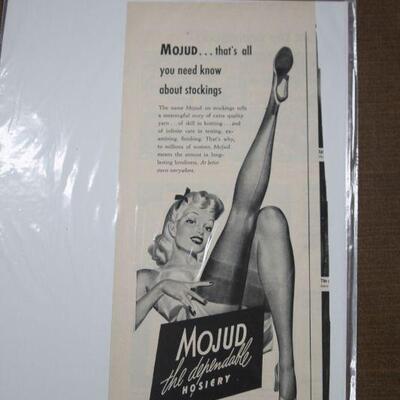 MOJUD...that's all
you need know
about stockings
The name Mojud on stockings tells
a meaningful story of extra quality
yarn...of skill in knitting...and
of infinite care in testing, ex-
amining, finishing. That's why,
to millions of women, Mojud
means the utmost in long-
lasting loveliness. At better
stores everywhere.
MOJUD
the dependable
HOSIERY